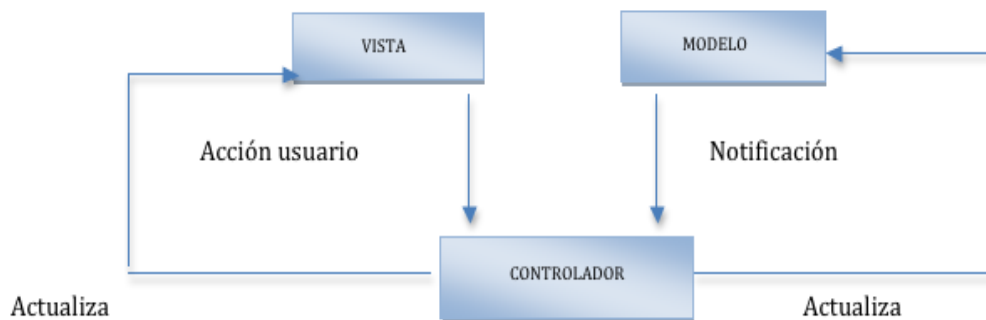 VISTA
MODELO
Acción usuario
Notificación
CONTROLADOR
Actualiza
Actualiza